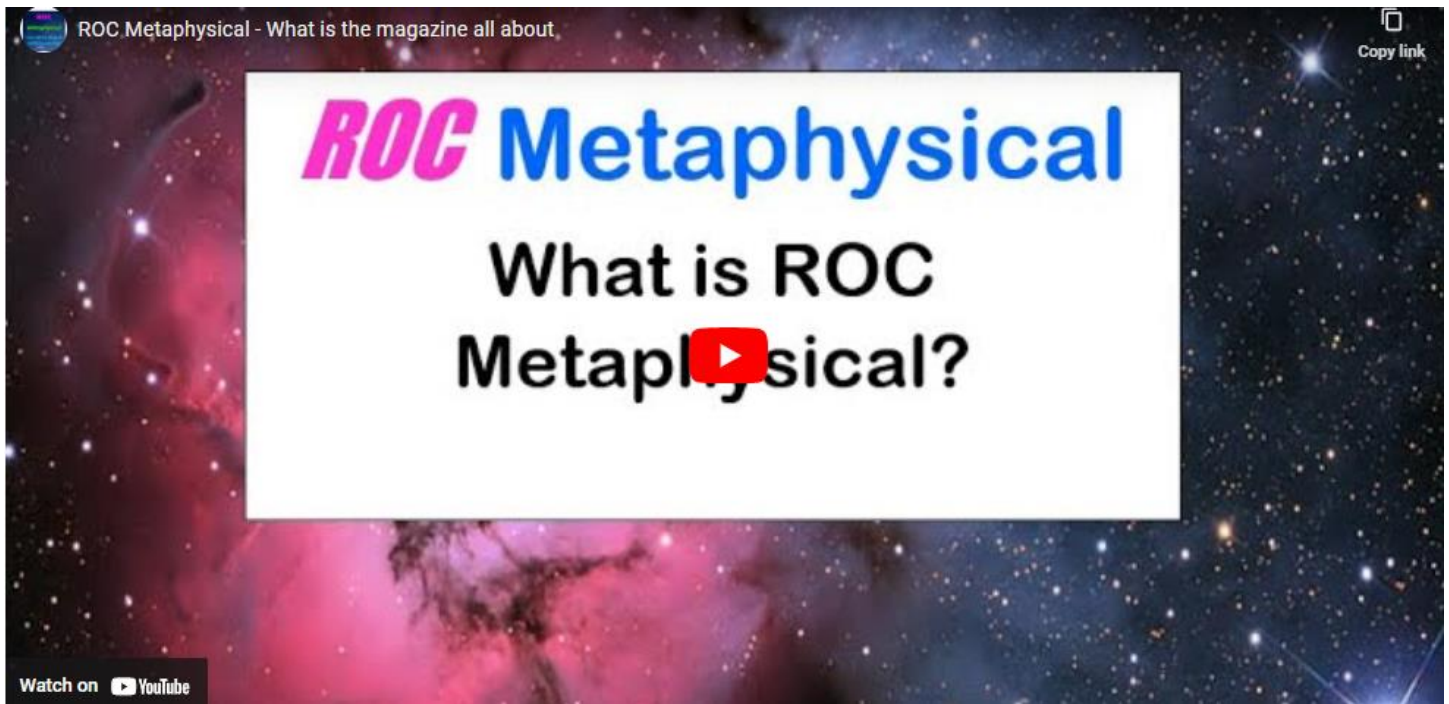 ROC Metaphysical - What is the magazine all about
Copy link
ROC Metaphysical
What is ROC
Metaphysical?
Watch on YouTube